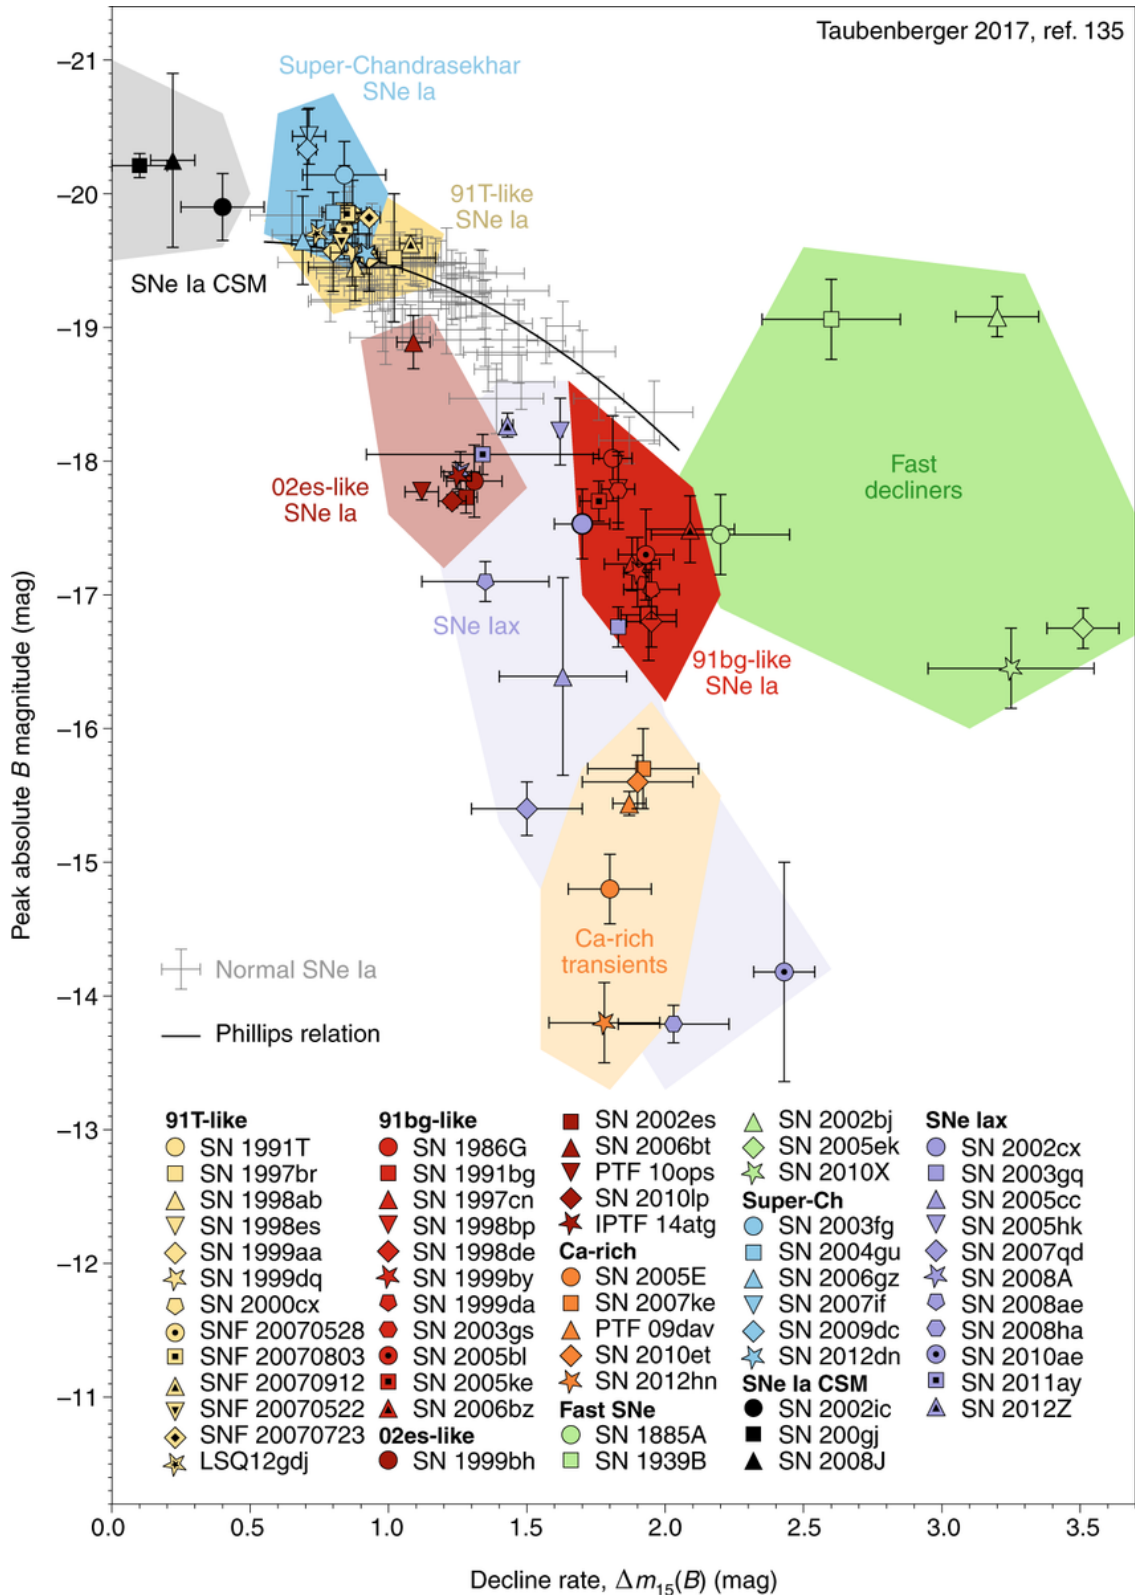 Taubenberger 2017, ref. 135
−21
−20
−19
−18
−17
−16
−15
−14
−13
−12
−11
Peak absolute B magnitude (mag)
Super-Chandrasekhar
SNe Ia
91T-like
SNe Ia
SNe Ia CSM
02es-like
SNe Ia
Fast
decliners
SNe Iax
91bg-like
SNe Ia
Ca-rich
transients
Normal SNe Ia
Phillips relation
91T-like
SN 1991T
SN 1997br
SN 1998ab
SN 1998es
SN 1999aa
SN 1999dq
SN 2000cx
SNF 20070528
SNF 20070803
SNF 20070912
SNF 20070522
SNF 20070723
LSQ12gdj
91bg-like
SN 1986G
SN 1991bg
SN 1997cn
SN 1998bp
SN 1998de
SN 1999by
SN 1999da
SN 2003gs
SN 2005bl
SN 2005ke
SN 2006bz
02es-like
SN 1999bh
SN 2002es
SN 2006bt
PTF 10ops
SN 2010lp
IPTF 14atg
Ca-rich
SN 2005E
SN 2007ke
PTF 09dav
SN 2010et
SN 2012hn
Fast SNe
SN 1885A
SN 1939B
SN 2002bj
SN 2005ek
SN 2010X
Super-Ch
SN 2003fg
SN 2004gu
SN 2006gz
SN 2007if
SN 2009dc
SN 2012dn
SNe Ia CSM
SN 2002ic
SN 200gj
SN 2008J
SNe Iax
SN 2002cx
SN 2003gq
SN 2005cc
SN 2005hk
SN 2007qd
SN 2008A
SN 2008ae
SN 2008ha
SN 2010ae
SN 2011ay
SN 2012Z
0.0 0.5 1.0 1.5 2.0 2.5 3.0 3.5
Decline rate, Δm15(B) (mag)